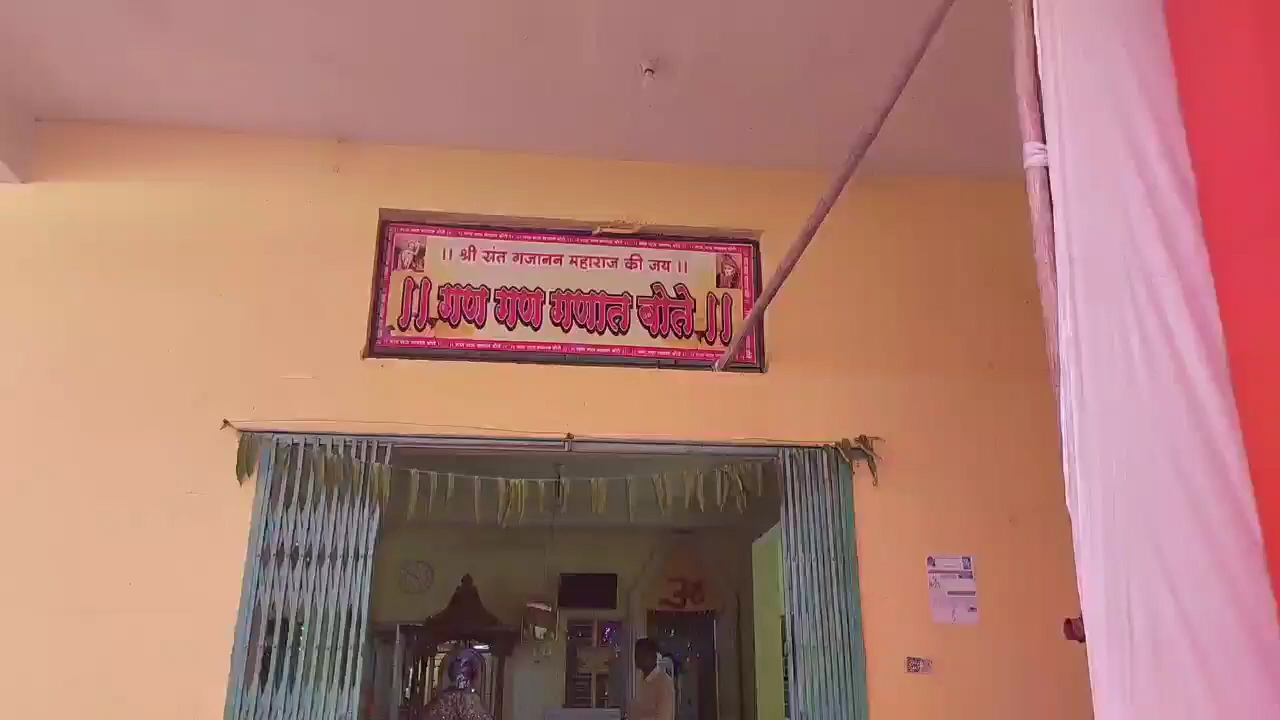 ।। श्री संत गजानन महाराज की जय ।।
।। गण गण गणात बोते ।।
ॐ